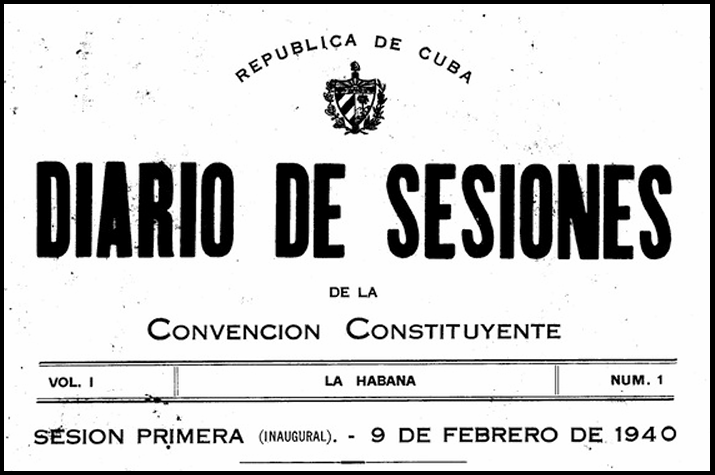 REPUBLICA DE CUBA
DIARIO DE SESIONES
DE LA
CONVENCION CONSTITUYENTE
VOL. I LA HABANA NUM. 1
SESION PRIMERA (INAUGURAL). - 9 DE FEBRERO DE 1940